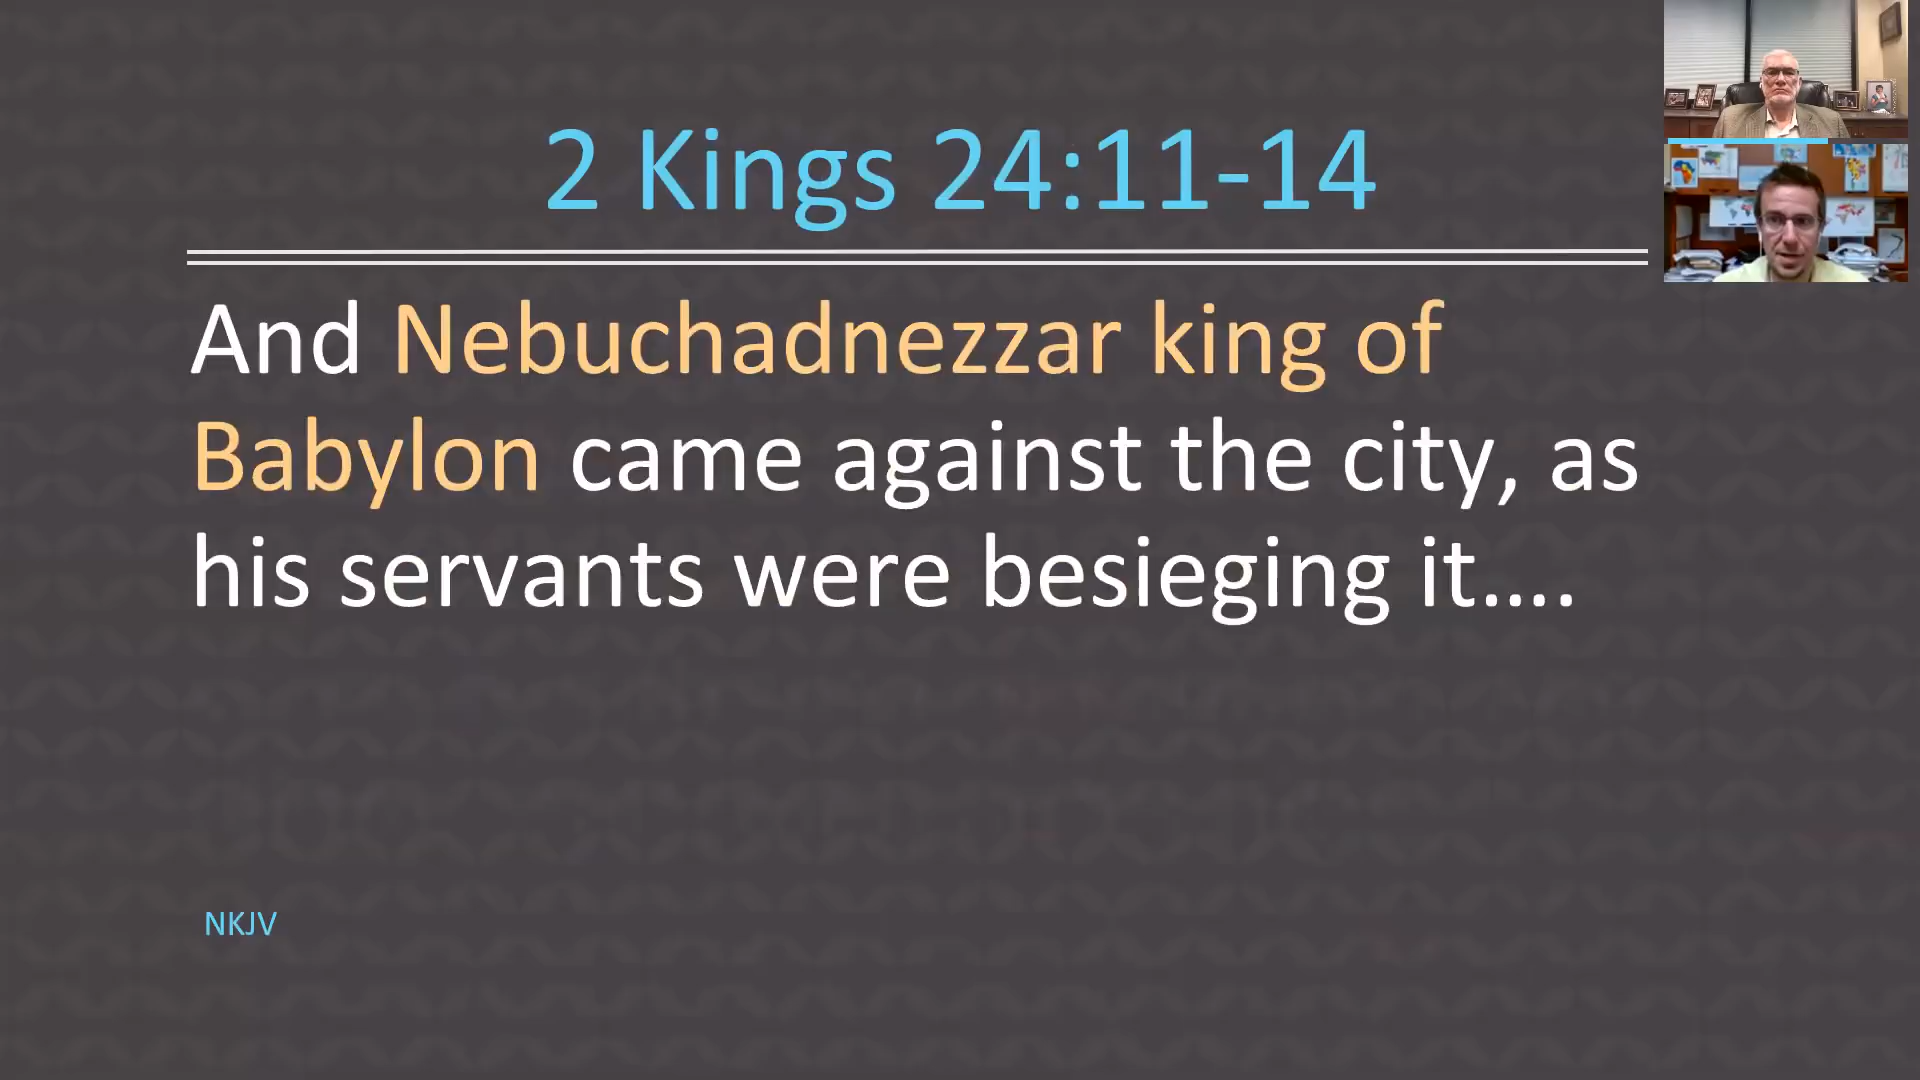 2 Kings 24:11-14
And Nebuchadnezzar king of
Babylon came against the city, as
his servants were besieging it....
NKJV